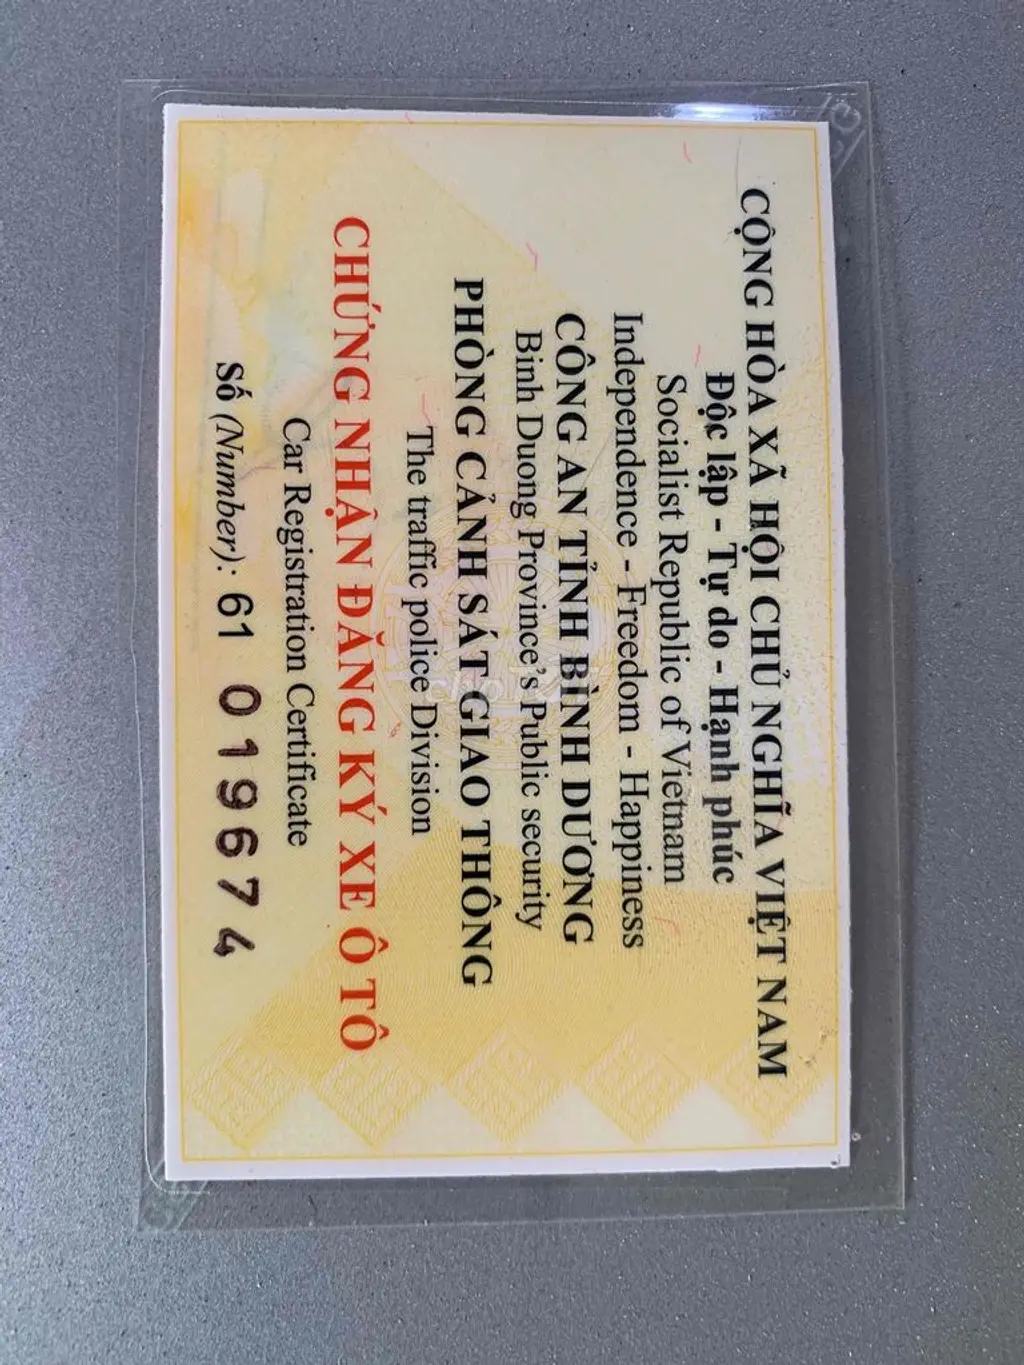 CỘNG HÒA XÃ HỘI CHỦ NGHĨA VIỆT NAM
Độc lập - Tự do - Hạnh phúc
Socialist Republic of Vietnam
Independence - Freedom - Happiness
CÔNG AN TỈNH BÌNH DƯƠNG
Binh Duong Province's Public security
PHÒNG CẢNH SÁT GIAO THÔNG
The traffic police Division
CHỨNG NHẬN ĐĂNG KÝ XE Ô TÔ
Car Registration Certificate
Số (Number): 61 019674